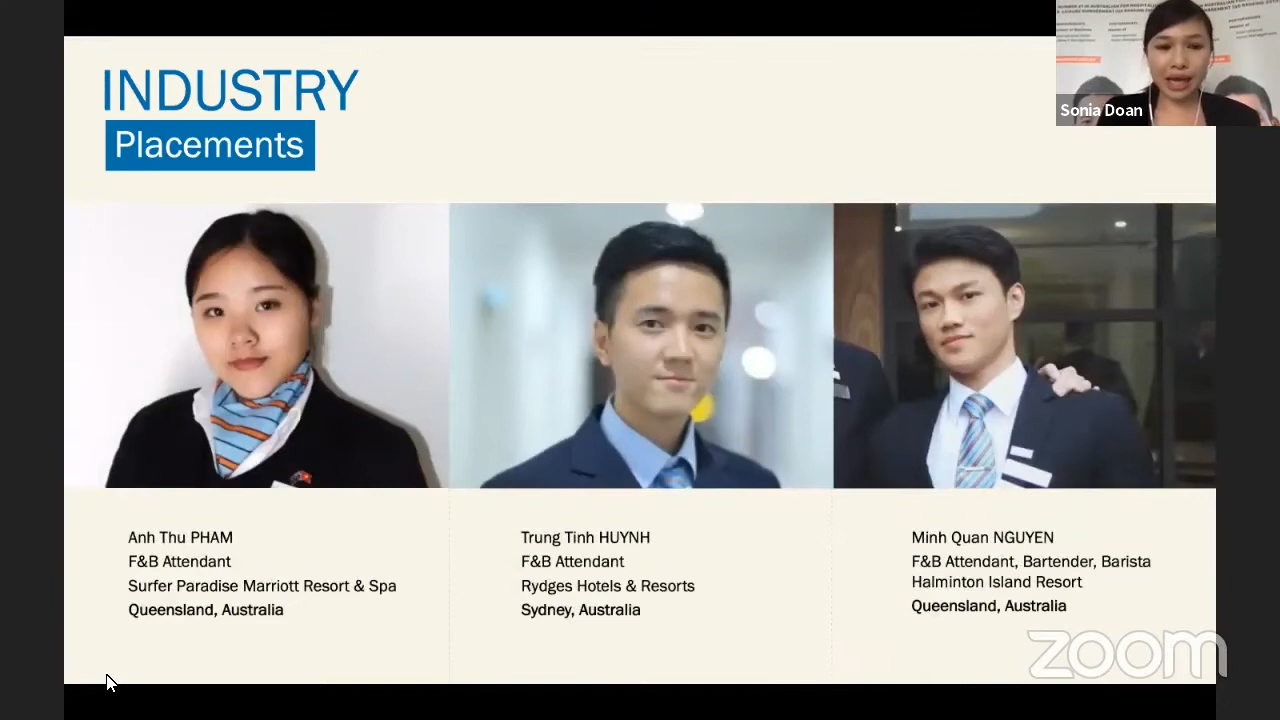 INDUSTRY
Placements
Sonia Doan
Anh Thu PHAM
F&B Attendant
Surfer Paradise Marriott Resort & Spa
Queensland, Australia
Trung Tinh HUYNH
F&B Attendant
Rydges Hotels & Resorts
Sydney, Australia
Minh Quan NGUYEN
F&B Attendant, Bartender, Barista
Halminton Island Resort
Queensland, Australia
zoom